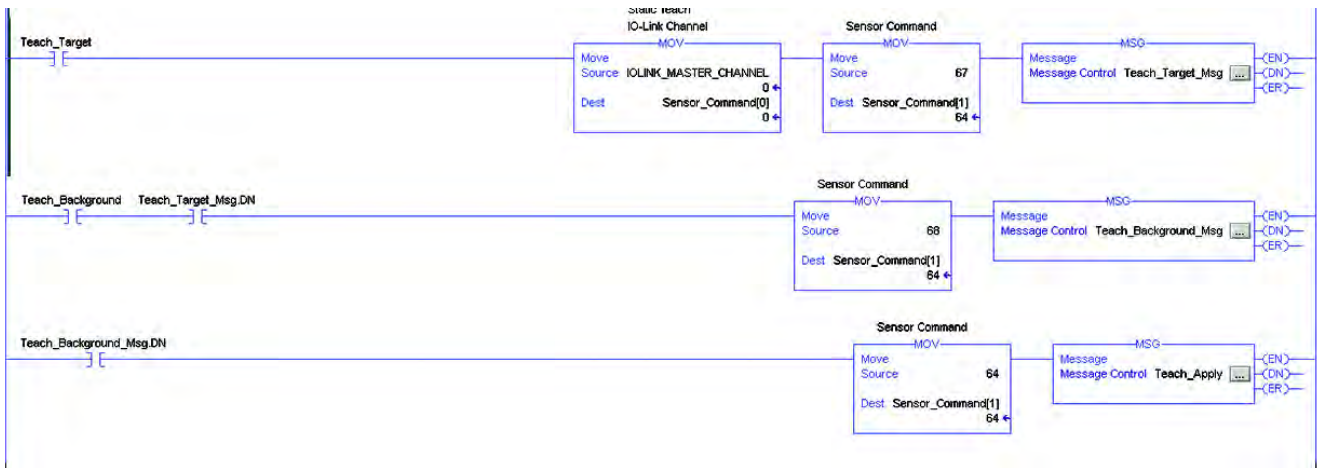 Static Teach
IO-Link Channel
Sensor Command
Teach_Target
MOV
MOV
MSG
Move
Source IOLINK_MASTER_CHANNEL
0
Dest Sensor_Command[0]
0
Move
Source 67
Dest Sensor_Command[1]
64
Message
Message Control Teach_Target_Msg ...
(EN)
(DN)
(ER)
Sensor Command
Teach_Background Teach_Target_Msg.DN
MOV
MSG
Move
Source 68
Dest Sensor_Command[1]
64
Message
Message Control Teach_Background_Msg ...
(EN)
(DN)
(ER)
Sensor Command
Teach_Background_Msg.DN
MOV
MSG
Move
Source 64
Dest Sensor_Command[1]
64
Message
Message Control Teach_Apply ...
(EN)
(DN)
(ER)